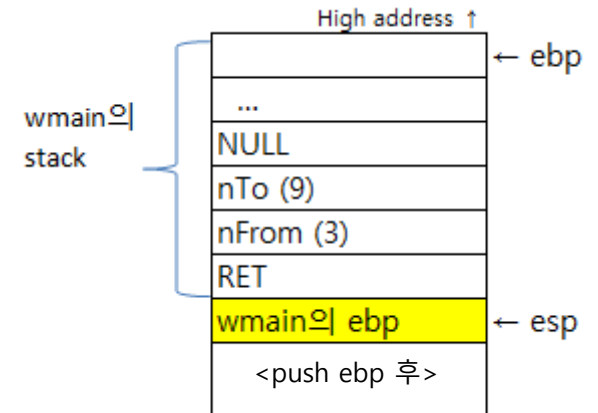 High address ↑
← ebp
...
wmain의
stack
NULL
nTo (9)
nFrom (3)
RET
wmain의 ebp
← esp
<push ebp 후>